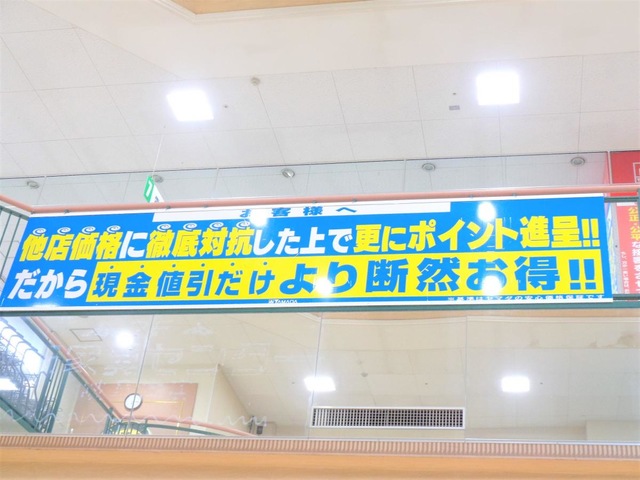 お客様へ
他店価格に徹底対抗した上で更にポイント進呈!!
だから現金値引だけより断然お得!!
YAMADA